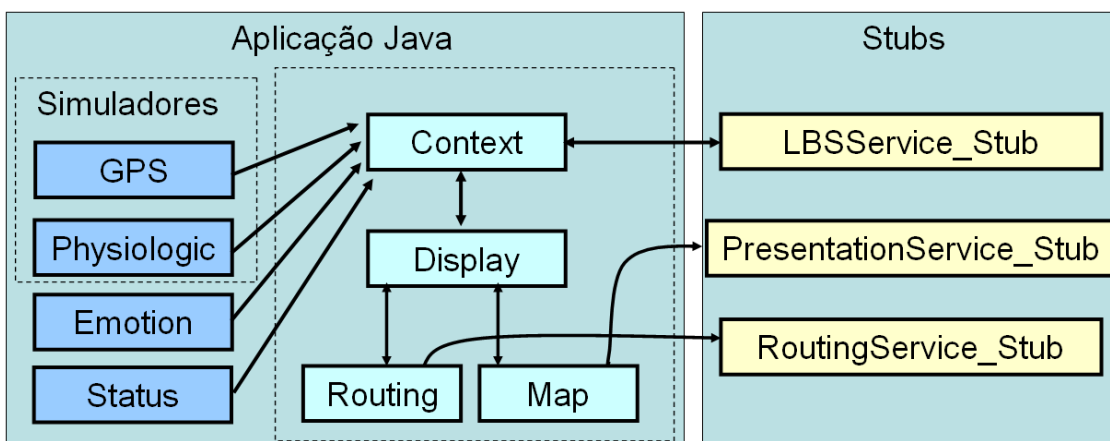 Aplicação Java
Stubs
Simuladores
GPS
Physiologic
Emotion
Status
Context
Display
Routing
Map
LBSService_Stub
PresentationService_Stub
RoutingService_Stub